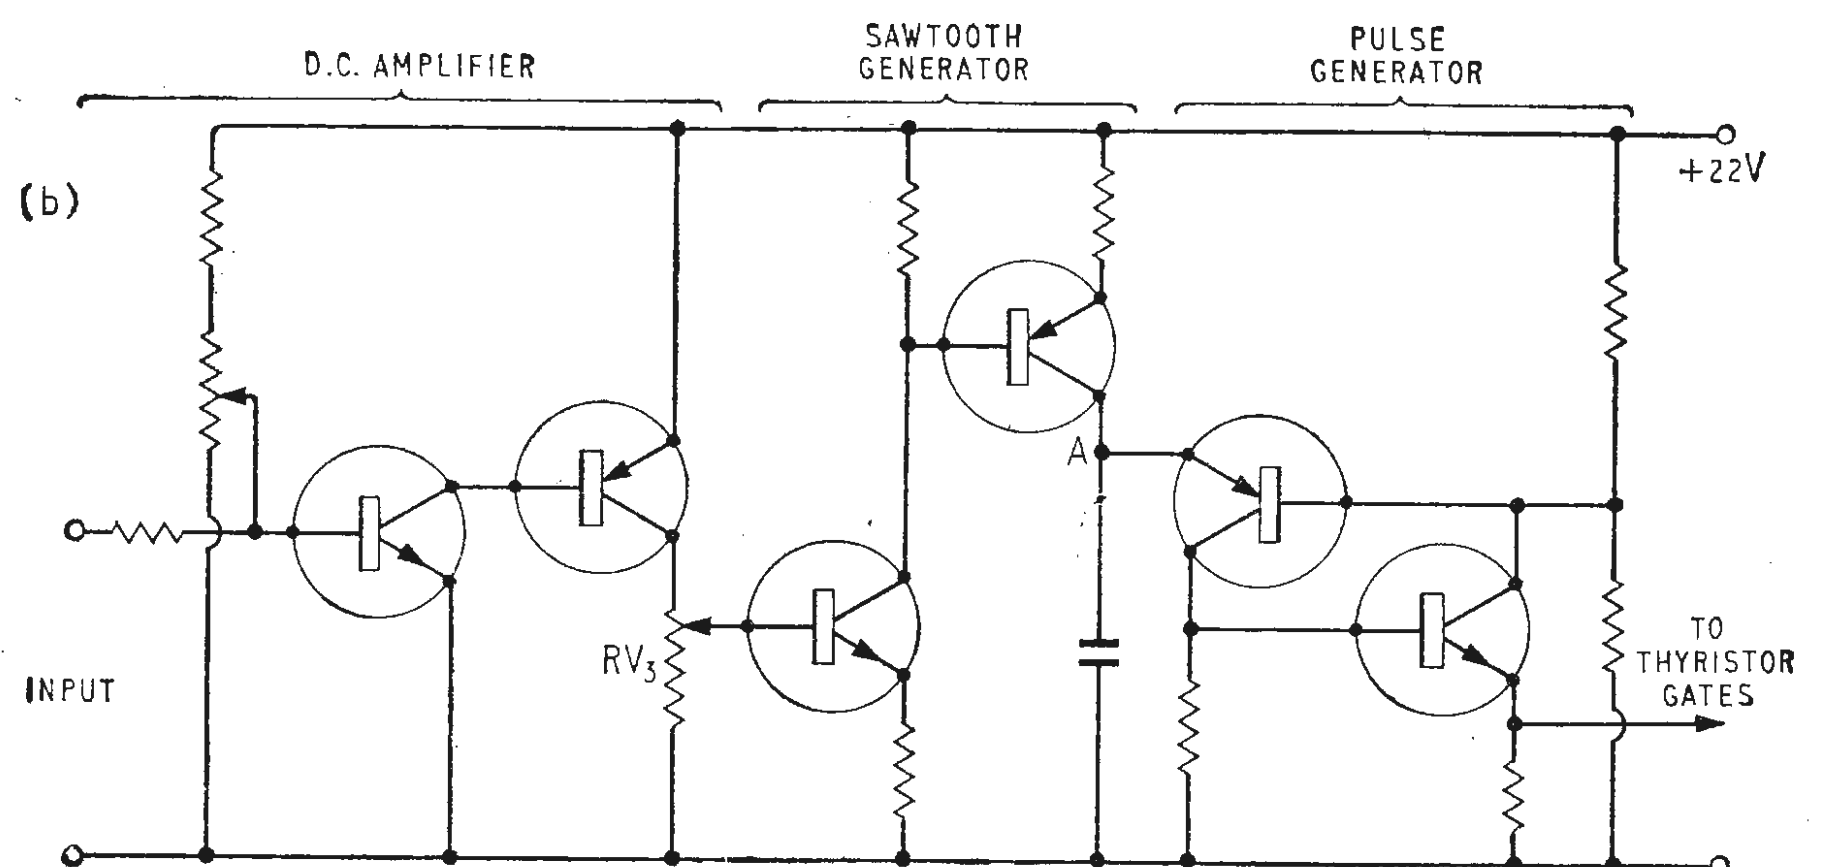 D.C. AMPLIFIER
SAWTOOTH
GENERATOR
PULSE
GENERATOR
+22V
(b)
A
RV3
INPUT
TO
THYRISTOR
GATES